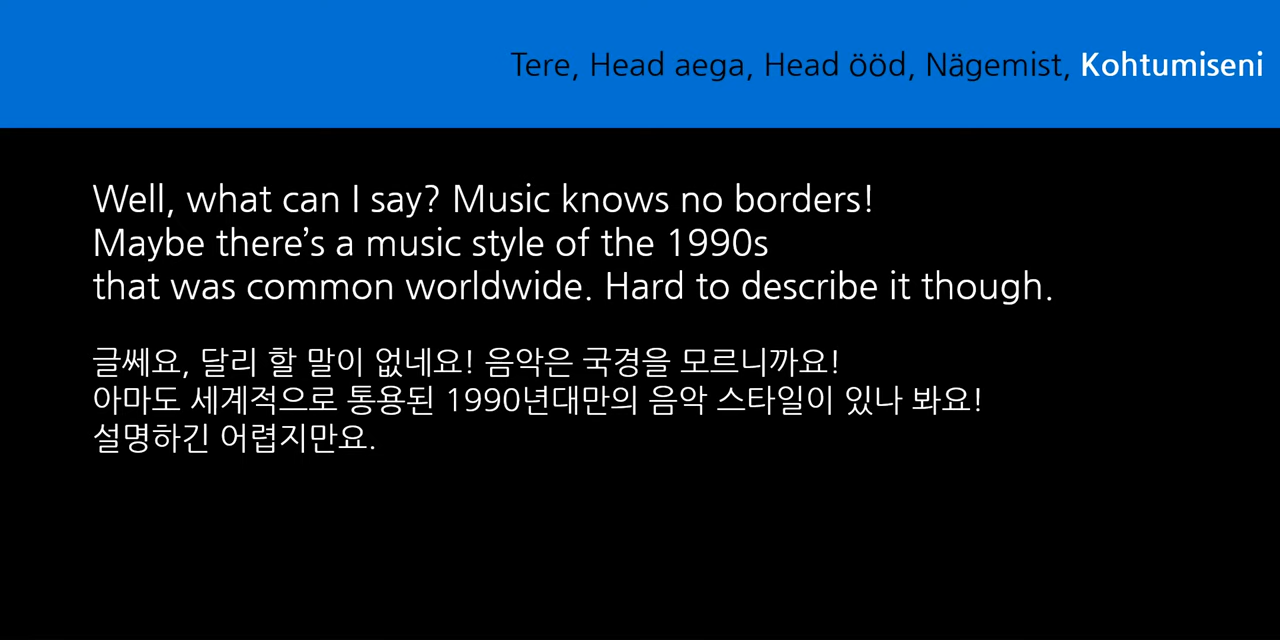 Tere, Head aega, Head ööd, Nägemist, Kohtumiseni
Well, what can I say? Music knows no borders!
Maybe there’s a music style of the 1990s
that was common worldwide. Hard to describe it though.
글쎄요, 달리 할 말이 없네요! 음악은 국경을 모르니까요!
아마도 세계적으로 통용된 1990년대만의 음악 스타일이 있나 봐요!
설명하긴 어렵지만요.